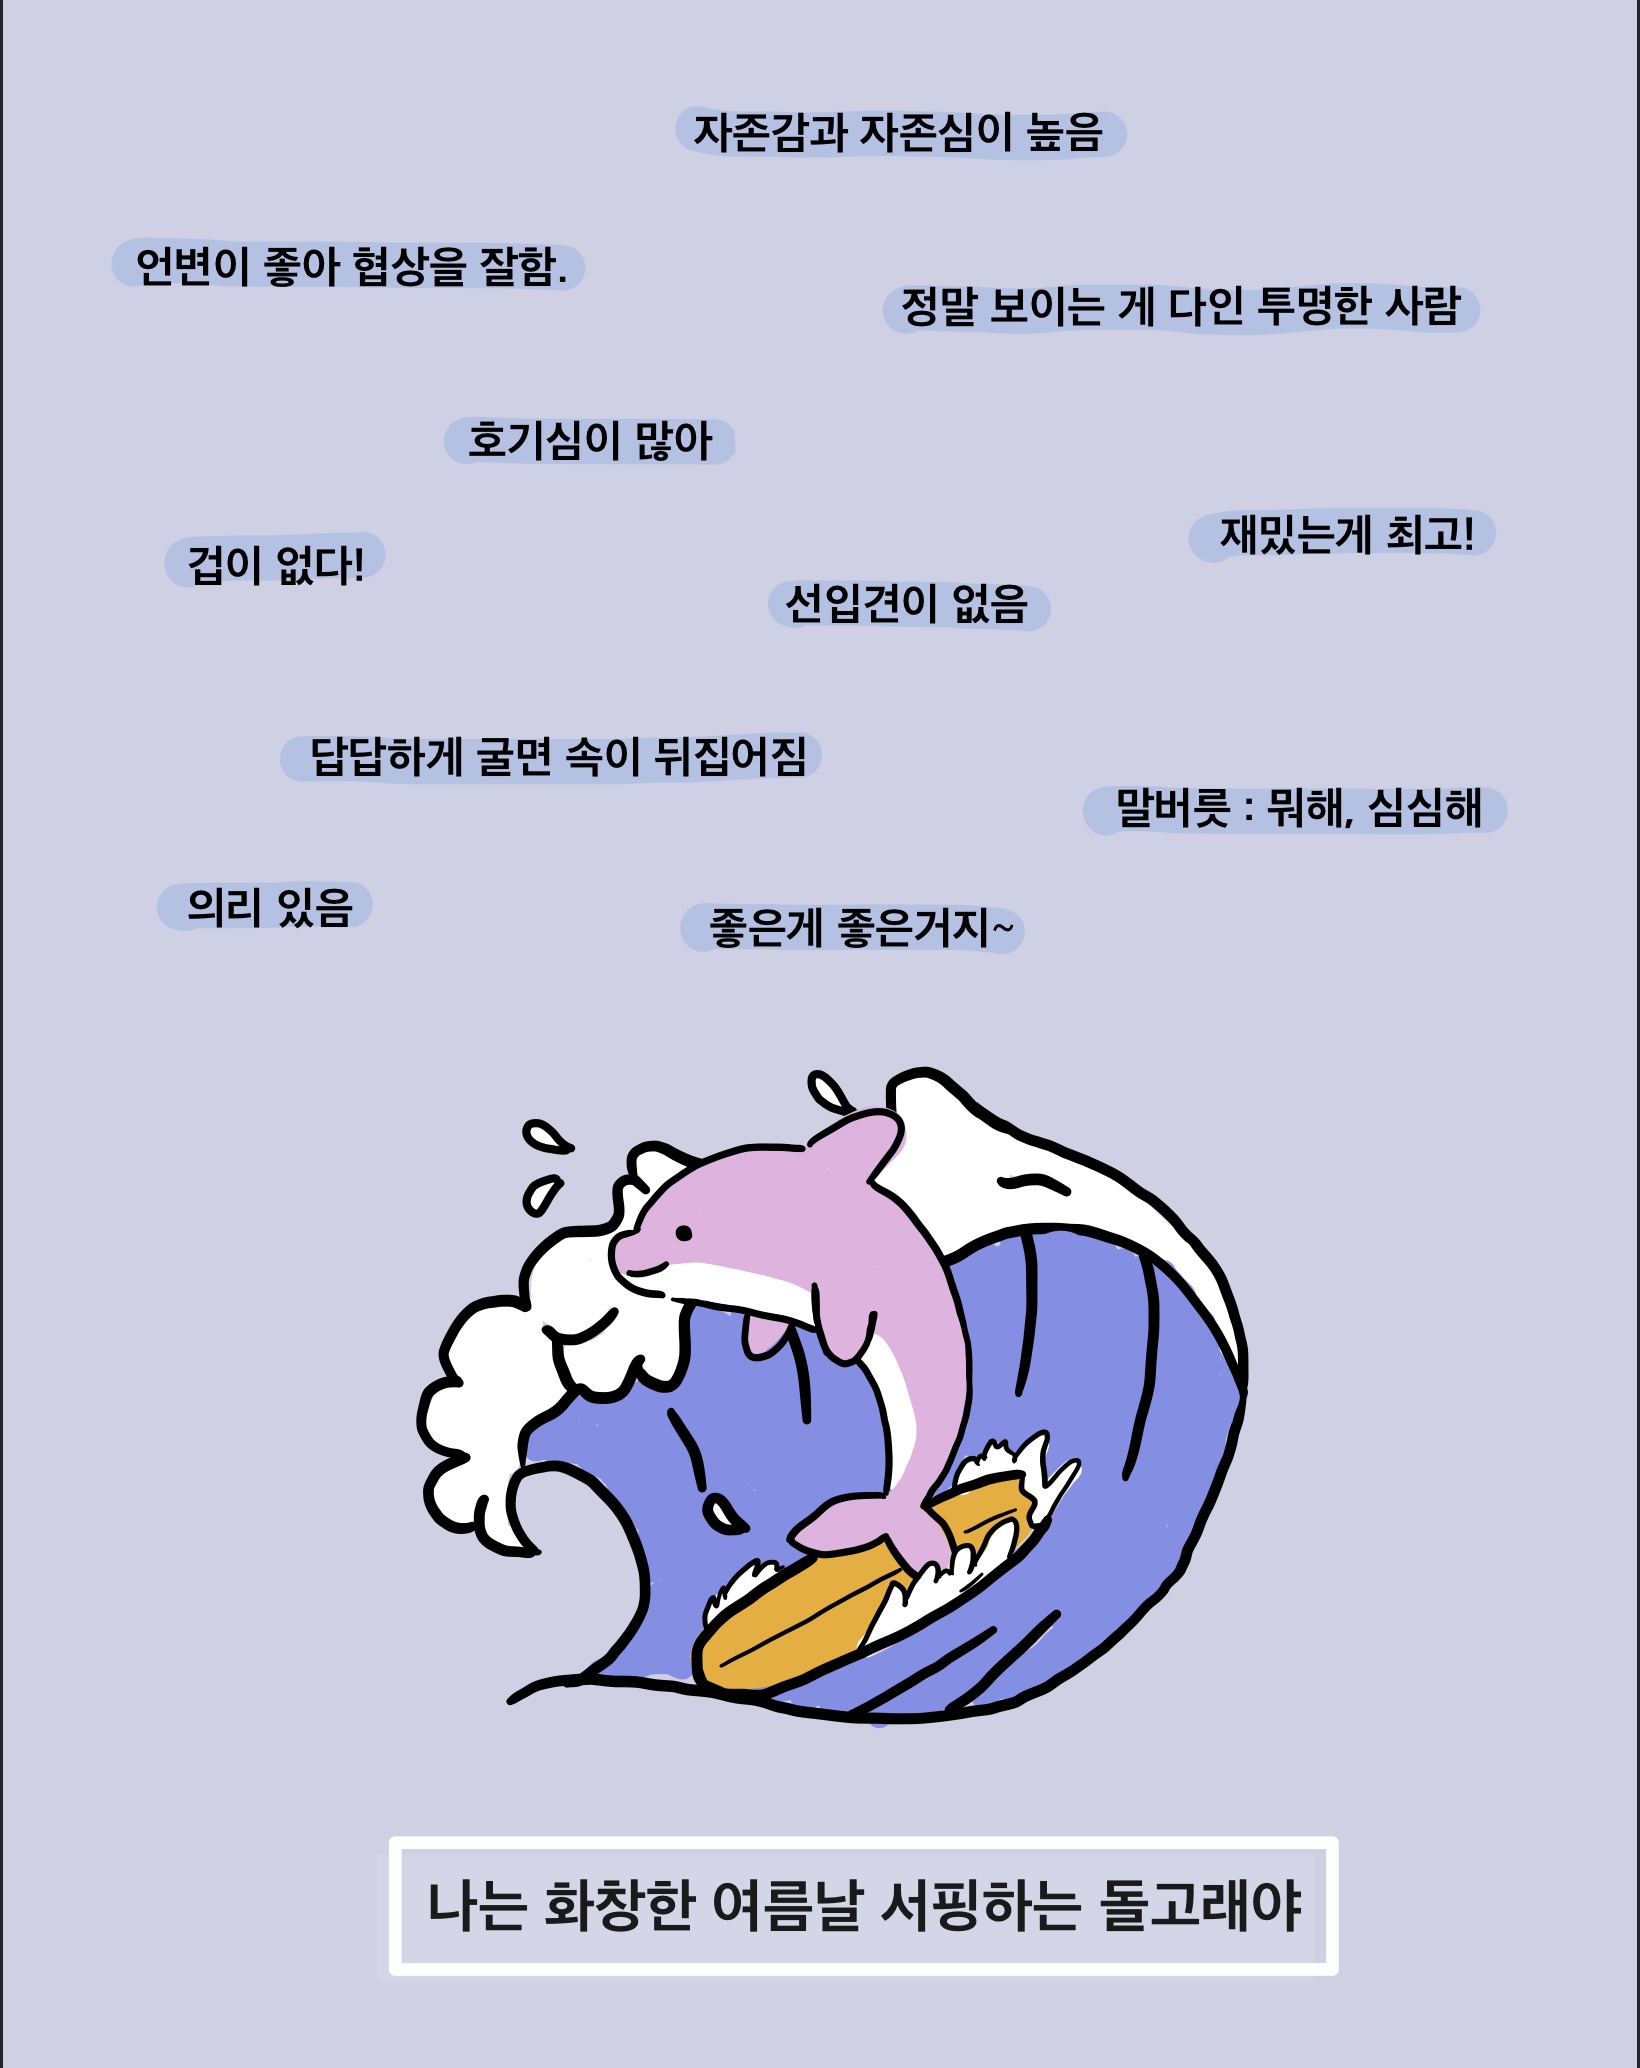 자존감과 자존심이 높음
언변이 좋아 협상을 잘함.
정말 보이는 게 다인 투명한 사람
호기심이 많아
재밌는게 최고!
겁이 없다!
선입견이 없음
답답하게 굴면 속이 뒤집어짐
말버릇 : 뭐해, 심심해
의리 있음
좋은게 좋은거지~
나는 화창한 여름날 서핑하는 돌고래야